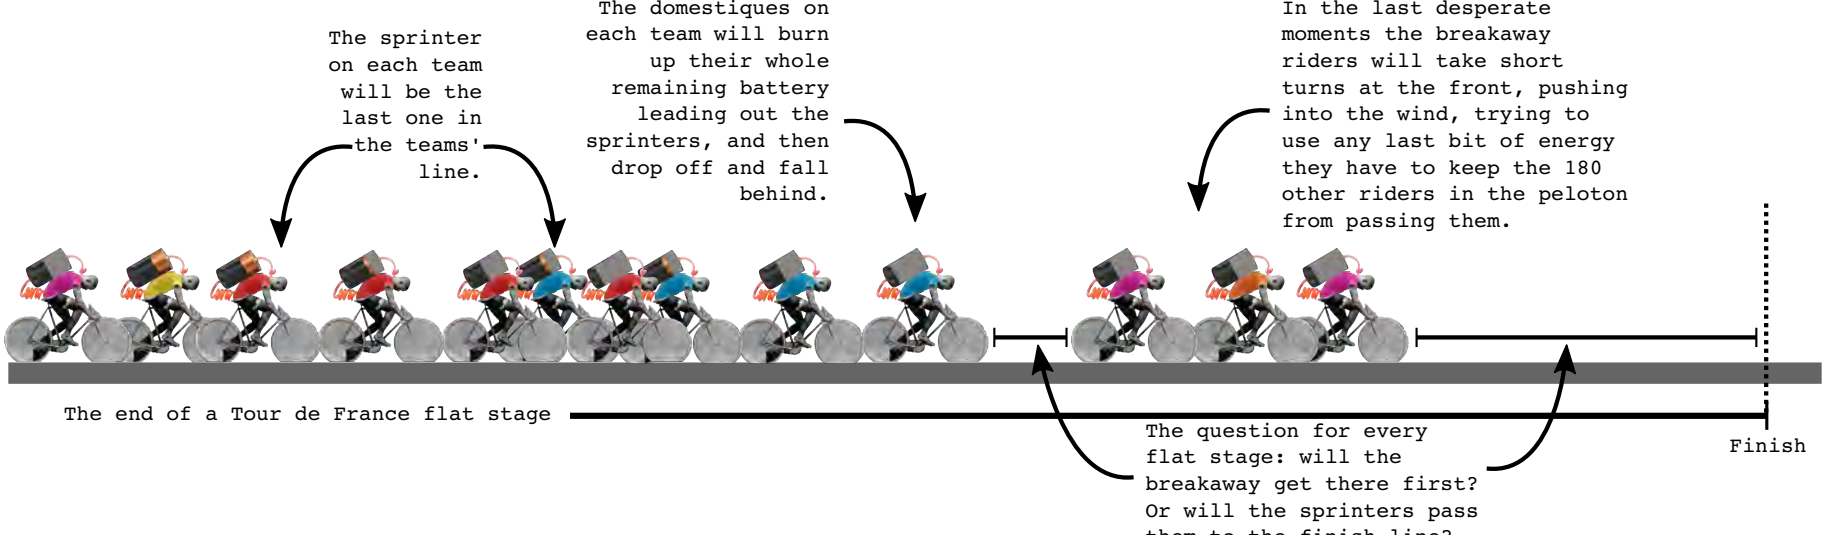 The sprinter
on each team
will be the
last one in
the teams'
line.
The domestiques on
each team will burn
up their whole
remaining battery
leading out the
sprinters, and then
drop off and fall
behind.
In the last desperate
moments the breakaway
riders will take short
turns at the front, pushing
into the wind, trying to
use any last bit of energy
they have to keep the 180
other riders in the peloton
from passing them.
The end of a Tour de France flat stage
Finish
The question for every
flat stage: will the
breakaway get there first?
Or will the sprinters pass
them to the finish line?